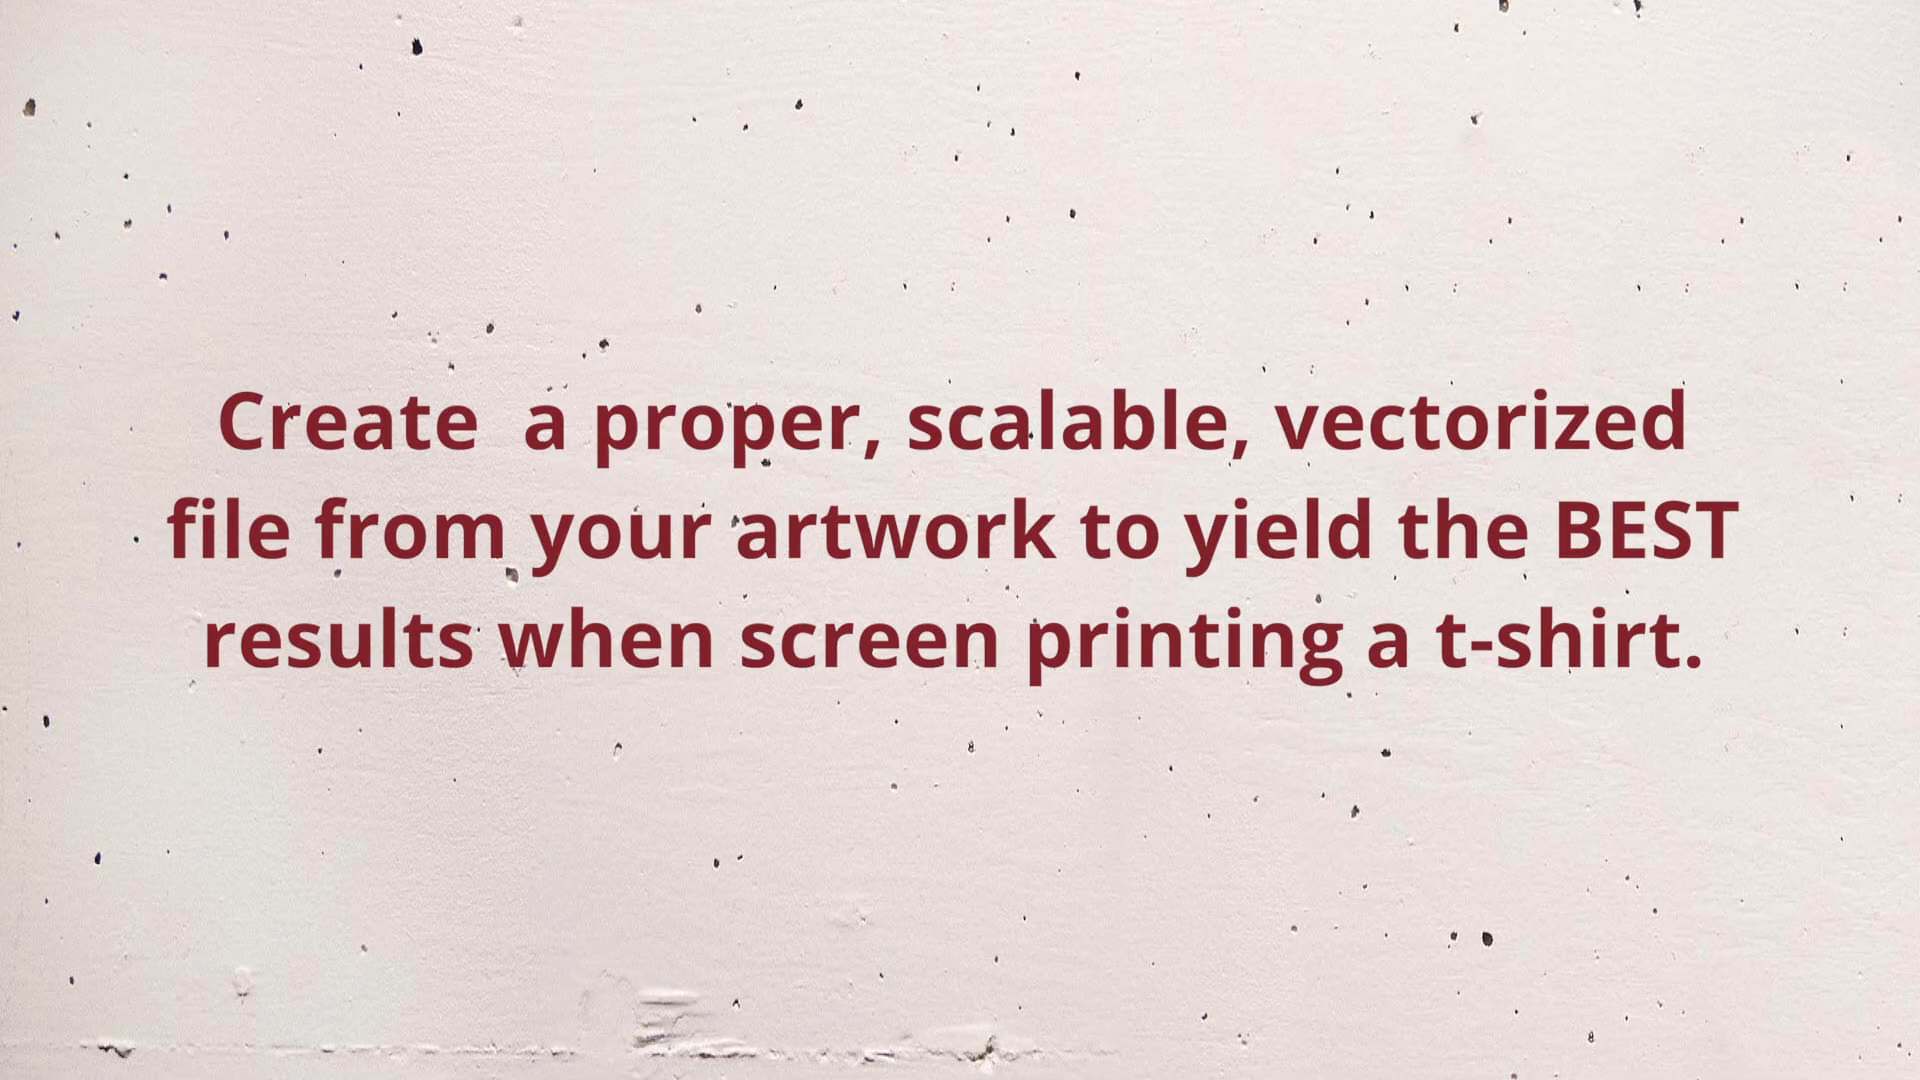 Create  a proper, scalable, vectorized
file from your artwork to yield the BEST
results when screen printing a t-shirt.